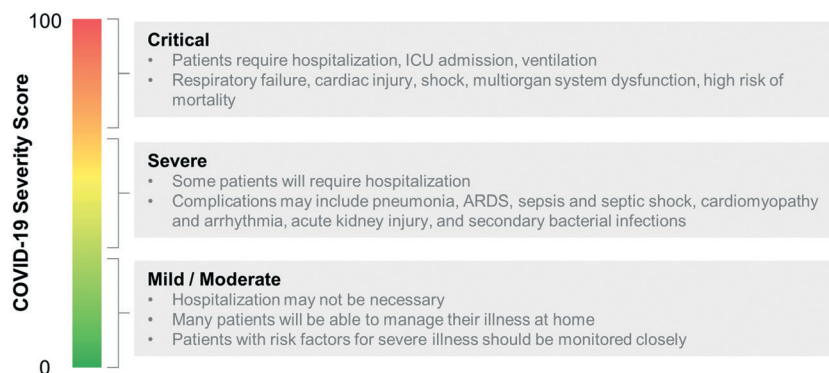 100
COVID-19 Severity Score
0
Critical
• Patients require hospitalization, ICU admission, ventilation
• Respiratory failure, cardiac injury, shock, multiorgan system dysfunction, high risk of
mortality
Severe
• Some patients will require hospitalization
• Complications may include pneumonia, ARDS, sepsis and septic shock, cardiomyopathy
and arrhythmia, acute kidney injury, and secondary bacterial infections
Mild / Moderate
• Hospitalization may not be necessary
• Many patients will be able to manage their illness at home
• Patients with risk factors for severe illness should be monitored closely